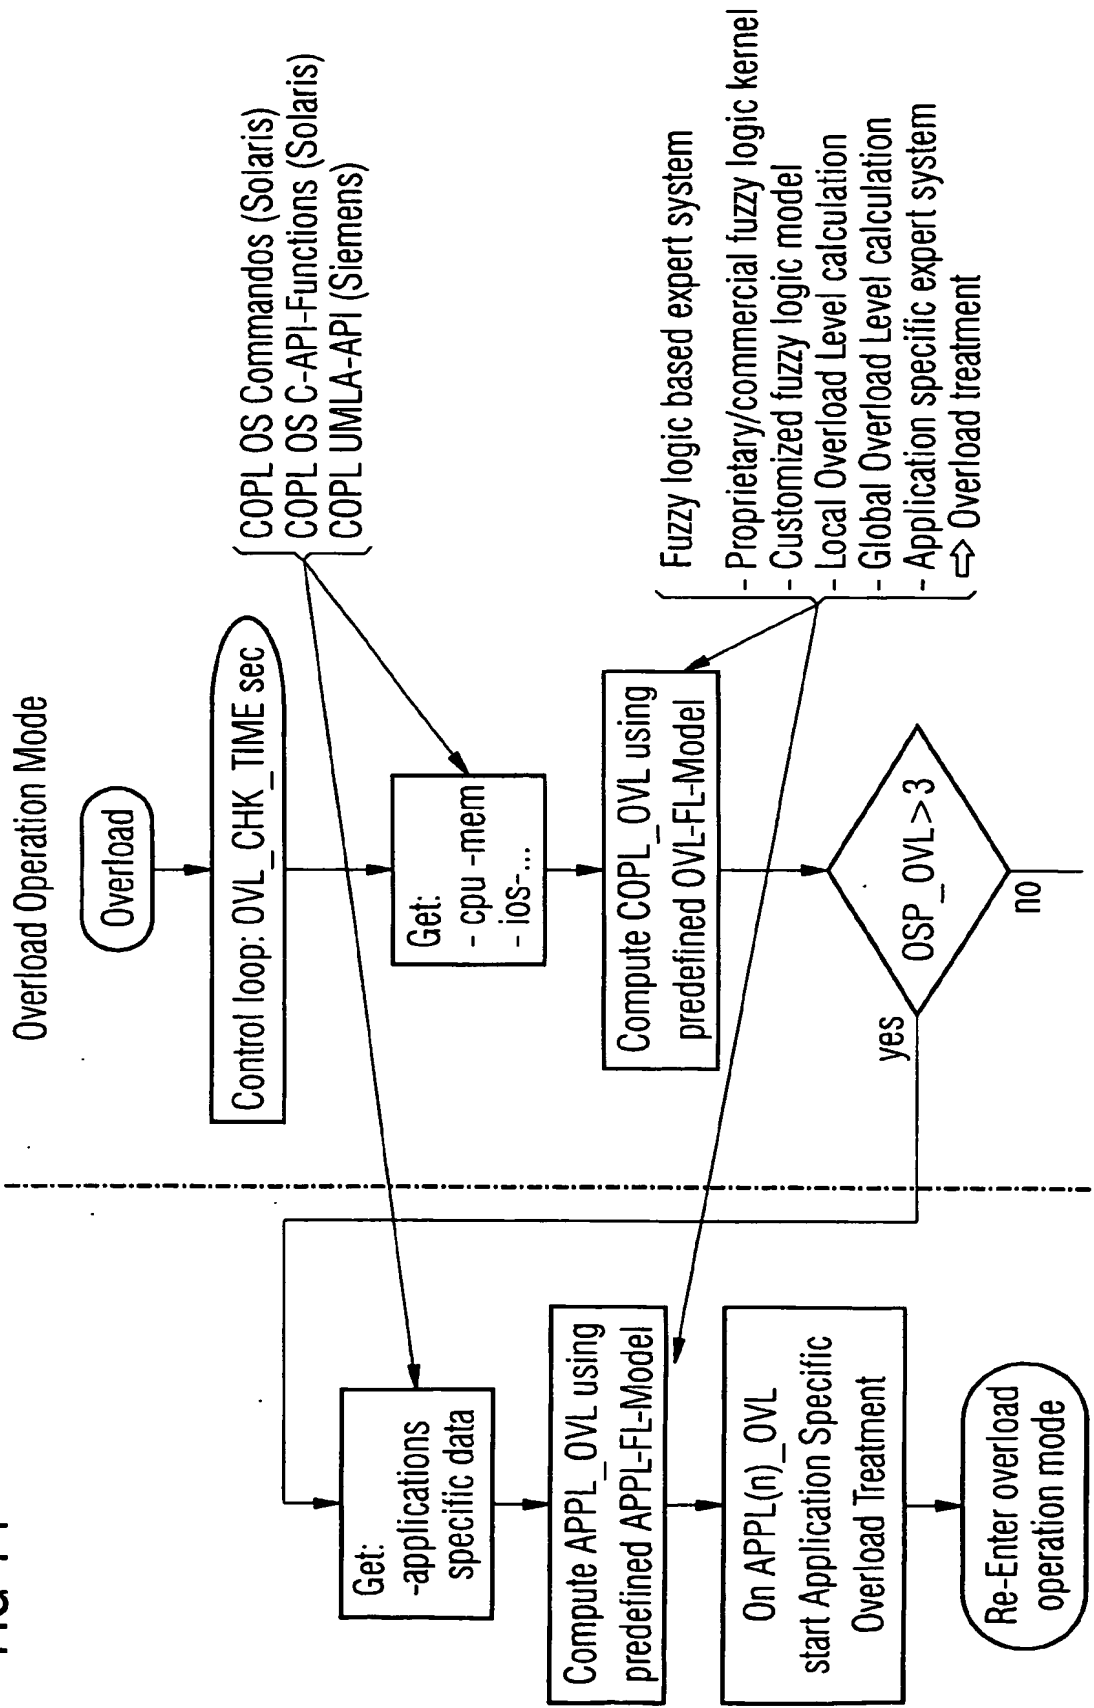 Overload Operation Mode
Overload
Control loop: OVL_CHK_TIME sec
COPL OS Commandos (Solaris)
COPL OS C-API-Functions (Solaris)
COPL UMLA-API (Siemens)
Get:
- cpu -mem
- ios-...
Compute COPL_OVL using
predefined OVL-FL-Model
Fuzzy logic based expert system
- Proprietary/commercial fuzzy logic kernel
- Customized fuzzy logic model
- Local Overload Level calculation
- Global Overload Level calculation
- Application specific expert system
⇨ Overload treatment
OSP_OVL>3
yes
no
Get:
-applications
specific data
Compute APPL_OVL using
predefined APPL-FL-Model
On APPL(n)_OVL
start Application Specific
Overload Treatment
Re-Enter overload
operation mode